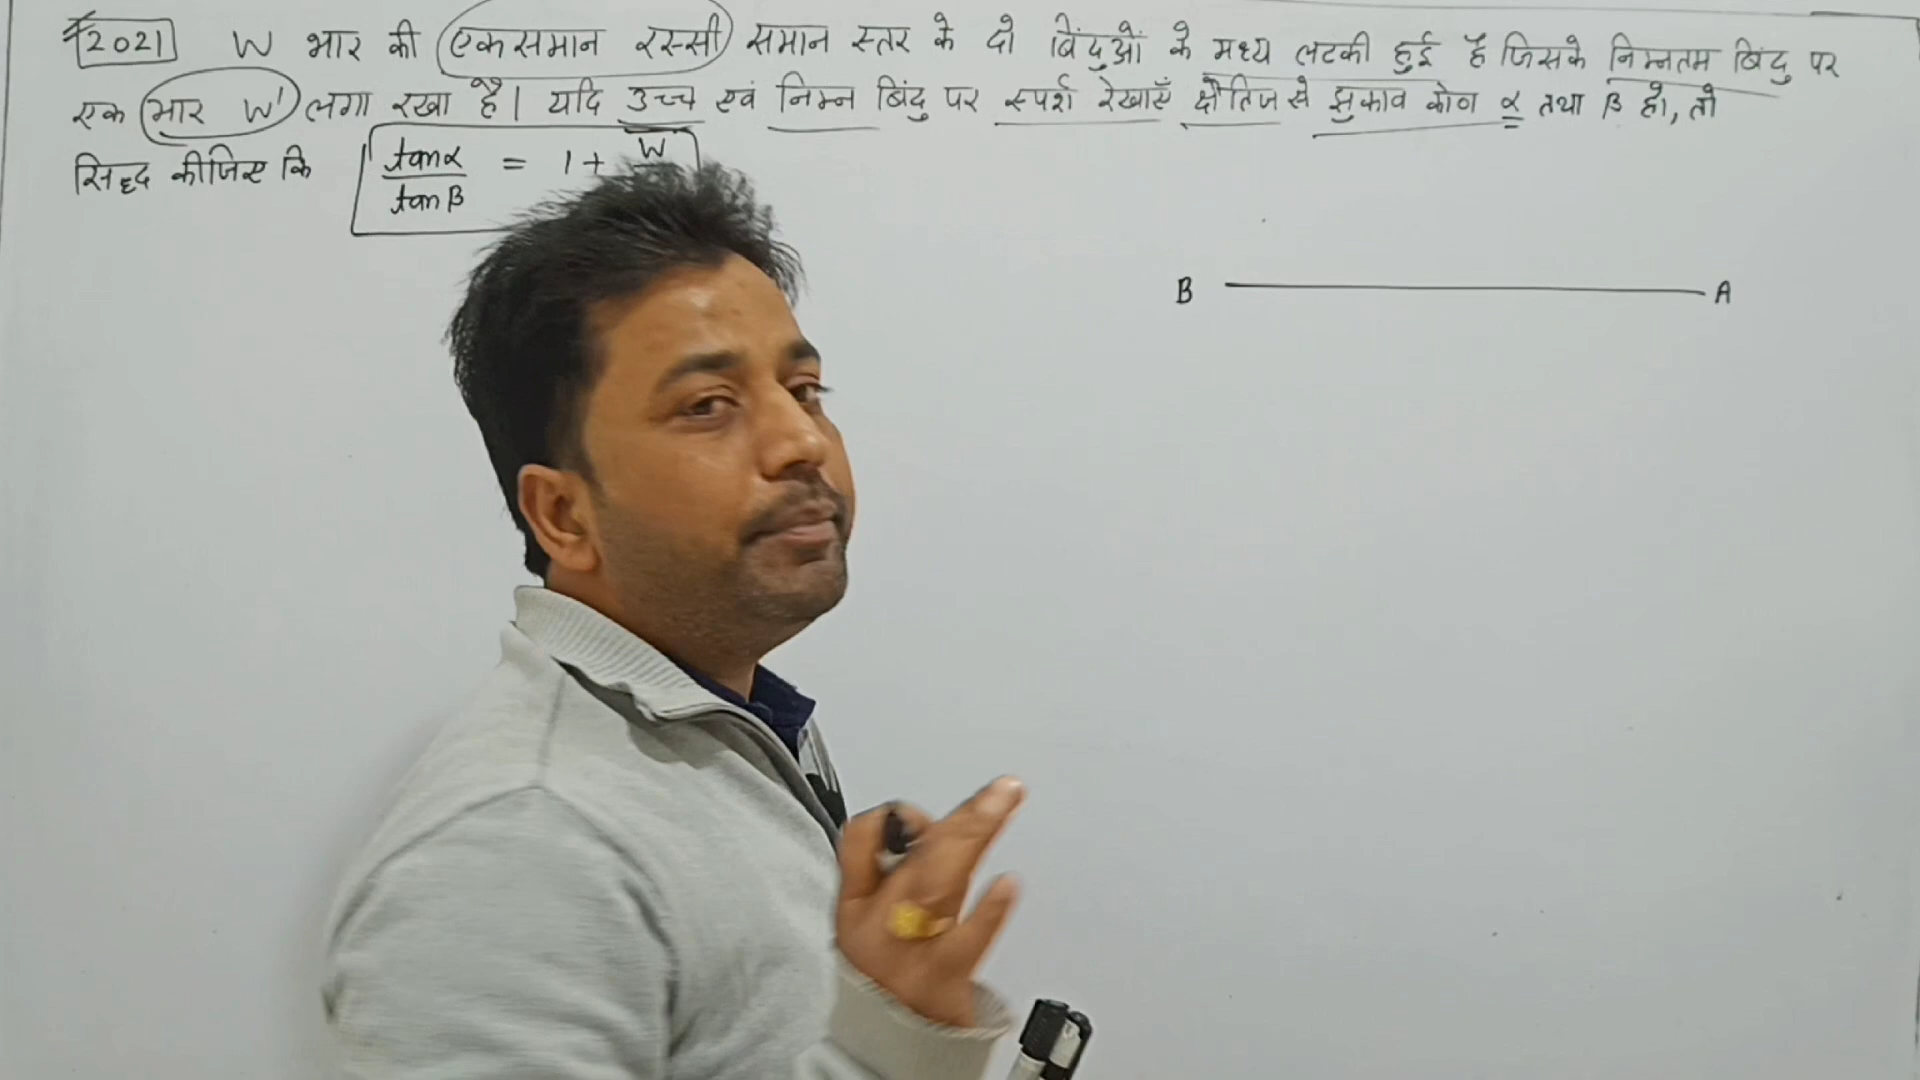 2021 W भार की एकसमान रस्सी समान स्तर के दो बिंदुओं के मध्य लटकी हुई है जिसके निम्नतम बिंदु पर
एक भार W' लगा रखा है। यदि उच्च एवं निम्न बिंदु पर स्पर्श रेखाएँ क्षैतिज से झुकाव कोण α तथा β हो, तो
सिद्ध कीजिए कि tanα / tanβ = 1 + W
B A